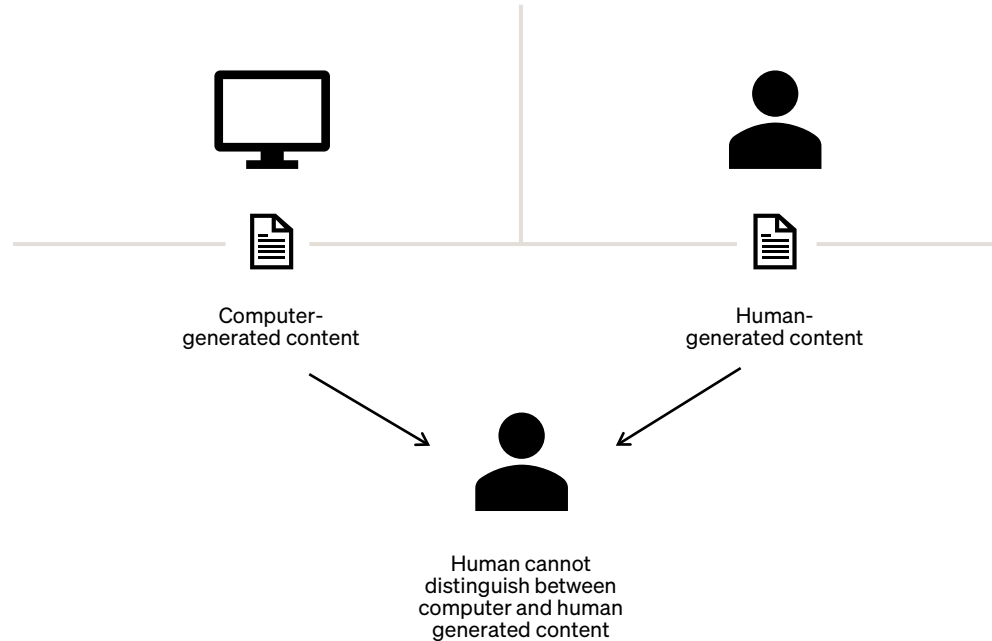 Computer-
generated content
Human-
generated content
Human cannot
distinguish between
computer and human
generated content